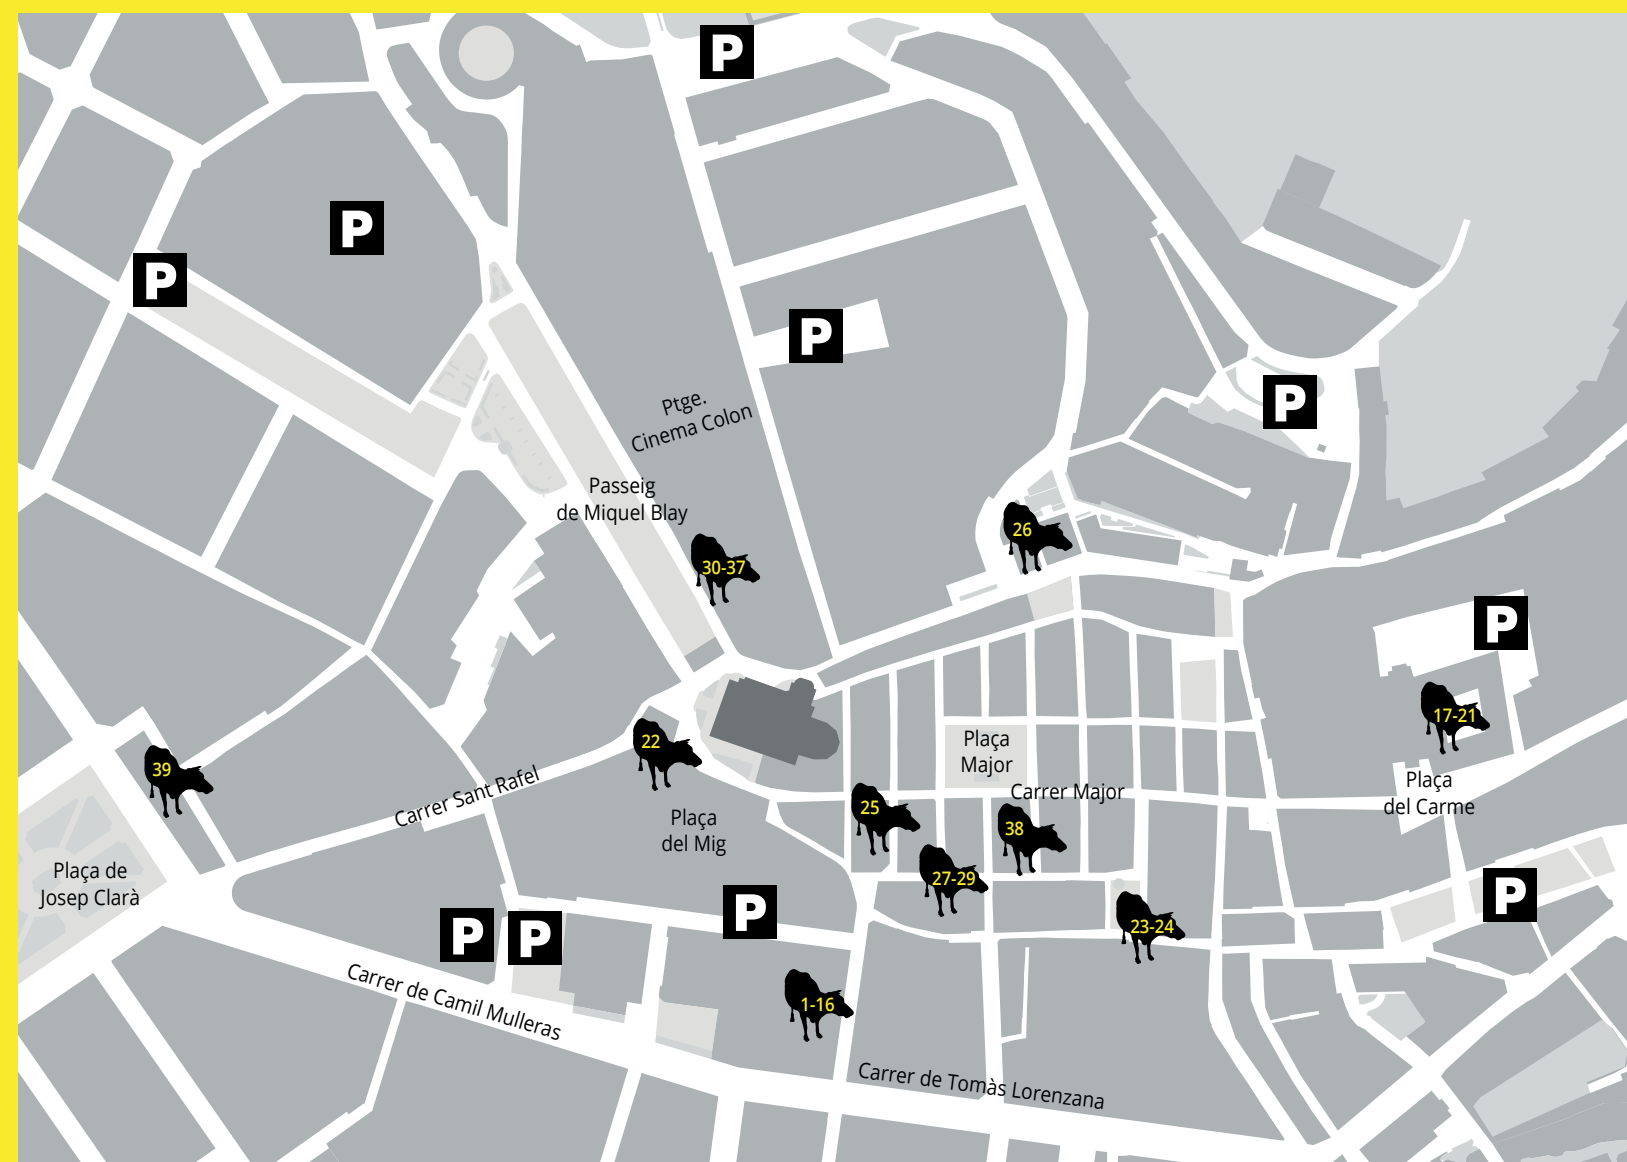 P
P
P
P
Ptge.
Cinema Colon
P
Passeig
de Miquel Blay
26
30-37
P
17-21
22
Plaça
Major
39
Carrer Sant Rafel
Plaça
del Carme
Carrer Major
25
Plaça
del Mig
38
Plaça de
Josep Clarà
27-29
P
P
23-24
P
P
Carrer de Camil Mulleras
1-16
Carrer de Tomàs Lorenzana